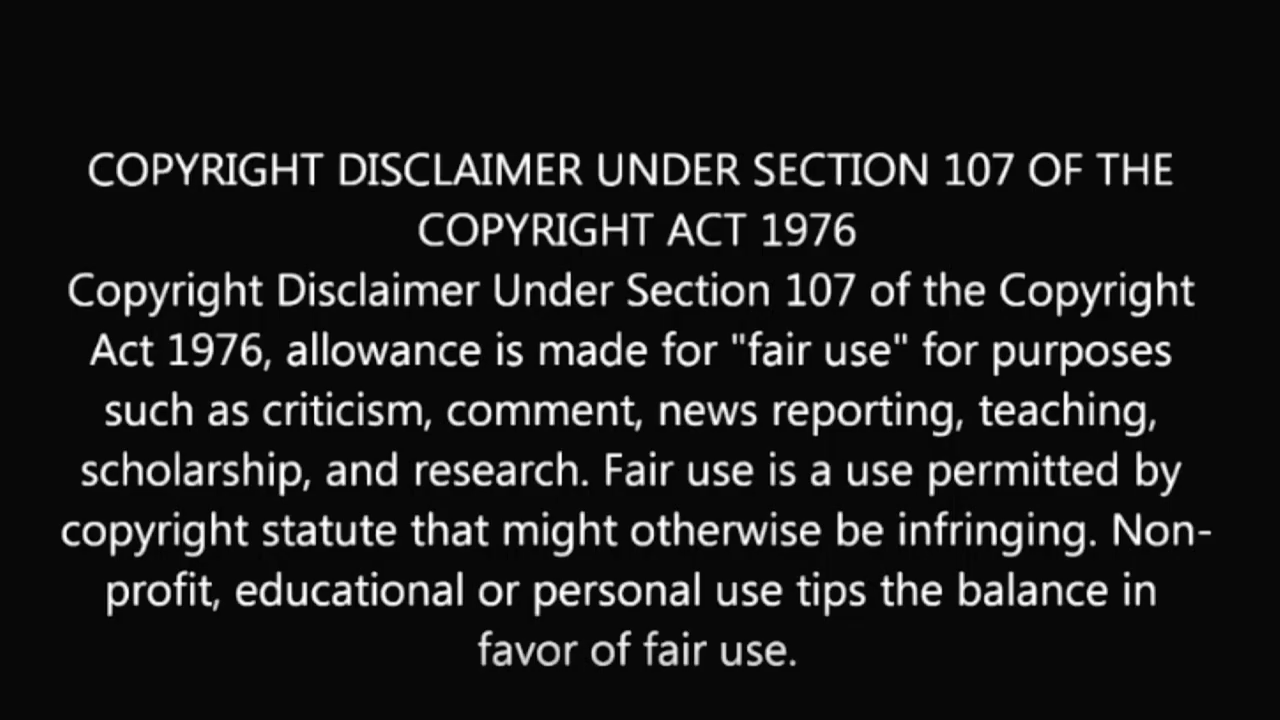 COPYRIGHT DISCLAIMER UNDER SECTION 107 OF THE
COPYRIGHT ACT 1976
Copyright Disclaimer Under Section 107 of the Copyright
Act 1976, allowance is made for "fair use" for purposes
such as criticism, comment, news reporting, teaching,
scholarship, and research. Fair use is a use permitted by
copyright statute that might otherwise be infringing. Non-
profit, educational or personal use tips the balance in
favor of fair use.